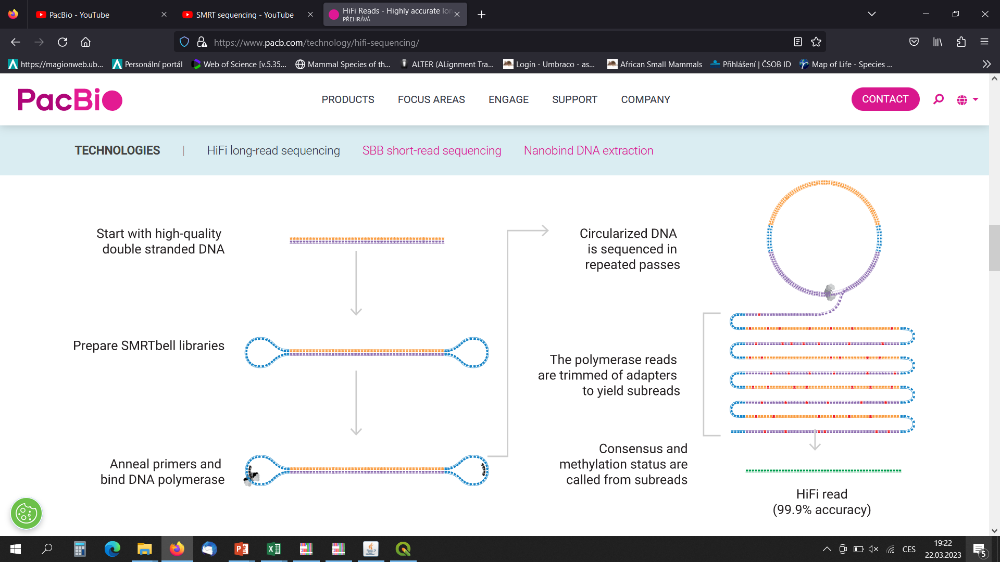 PacBio - YouTube
SMRT sequencing - YouTube
HiFi Reads - Highly accurate lon
PŘEHRÁVÁ
https://www.pacb.com/technology/hifi-sequencing/
https://magionweb.ub...
Personální portál
Web of Science [v.5.35...
Mammal Species of th...
ALTER (ALignment Tra...
Login - Umbraco - as...
African Small Mammals
Přihlášení | ČSOB ID
Map of Life - Species ...
PacBio
PRODUCTS
FOCUS AREAS
ENGAGE
SUPPORT
COMPANY
CONTACT
TECHNOLOGIES
HiFi long-read sequencing
SBB short-read sequencing
Nanobind DNA extraction
Start with high-quality
double stranded DNA
Prepare SMRTbell libraries
Anneal primers and
bind DNA polymerase
Circularized DNA
is sequenced in
repeated passes
The polymerase reads
are trimmed of adapters
to yield subreads
Consensus and
methylation status are
called from subreads
HiFi read
(99.9% accuracy)
CES
19:22
22.03.2023
5